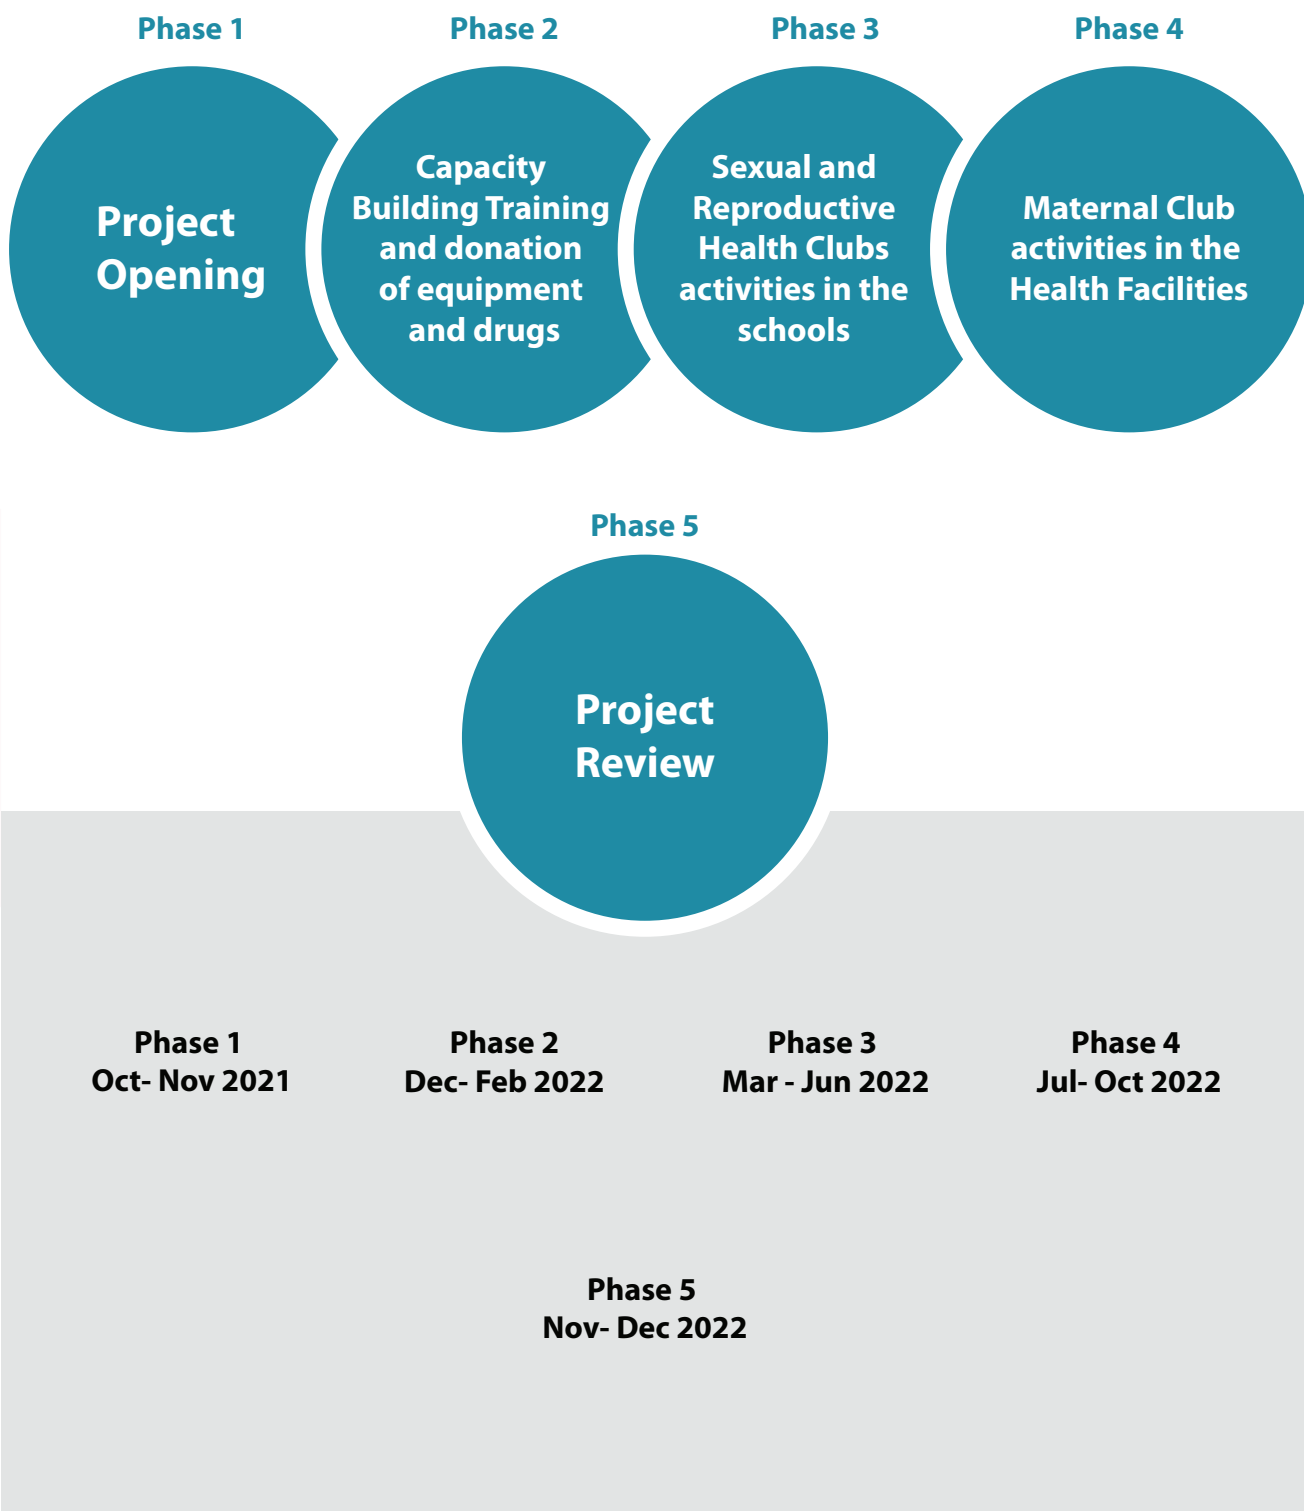 Phase 1
Phase 2
Phase 3
Phase 4
Project
Opening
Capacity
Building Training
and donation
of equipment
and drugs
Sexual and
Reproductive
Health Clubs
activities in the
schools
Maternal Club
activities in the
Health Facilities
Phase 5
Project
Review
Phase 1
Oct- Nov 2021
Phase 2
Dec- Feb 2022
Phase 3
Mar - Jun 2022
Phase 4
Jul- Oct 2022
Phase 5
Nov- Dec 2022